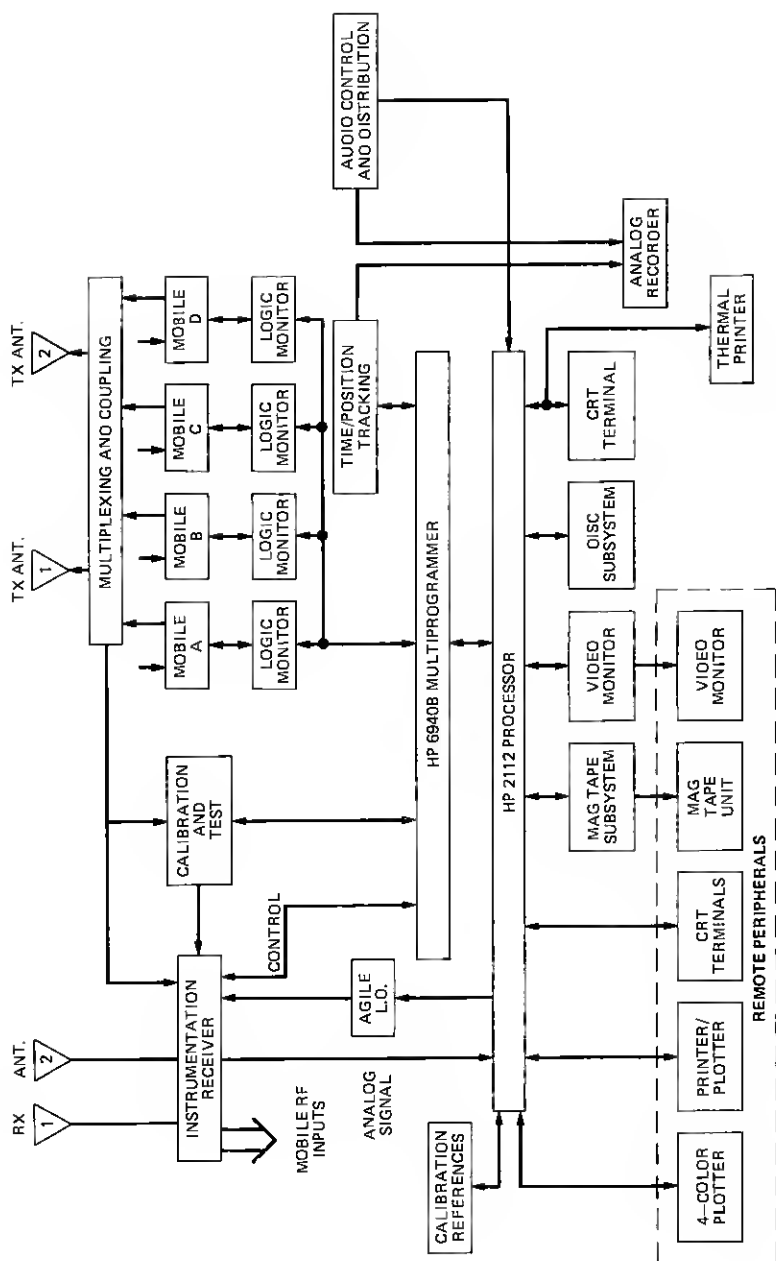 RX
ANT.
TX ANT.
TX ANT.
1
2
1
2
INSTRUMENTATION
RECEIVER
MULTIPLEXING ANO COUPLING
CALIBRATION
AND
TEST
MOBILE
A
MOBILE
B
MOBILE
C
MOBILE
D
LOGIC
MONITOR
LOGIC
MONITOR
LOGIC
MONITOR
LOGIC
MONITOR
MOBILE RF
INPUTS
ANALOG
SIGNAL
CONTROL
AGILE
L.O.
TIME/POSITION
TRACKING
AUDIO CONTROL
AND DISTRIBUTION
HP 6940B MULTIPROGRAMMER
CALIBRATION
REFERENCES
HP 2112 PROCESSOR
MAG TAPE
SUBSYSTEM
VIDEO
MONITOR
OISC
SUBSYSTEM
CRT
TERMINAL
ANALOG
RECORDER
THERMAL
PRINTER
4-COLOR
PLOTTER
PRINTER/
PLOTTER
CRT
TERMINALS
MAG TAPE
UNIT
VIDEO
MONITOR
REMOTE PERIPHERALS